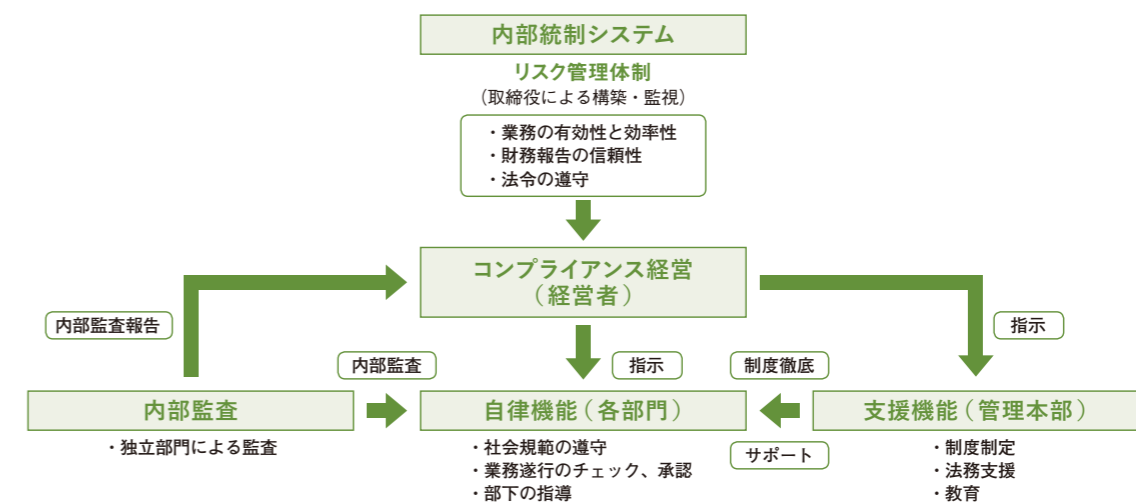 内部統制システム
リスク管理体制
（取締役による構築・監視）
・業務の有効性と効率性
・財務報告の信頼性
・法令の遵守
コンプライアンス経営
（経営者）
内部監査報告
指示
内部監査
指示
制度徹底
内部監査
・独立部門による監査
自律機能（各部門）
・社会規範の遵守
・業務遂行のチェック、承認
・部下の指導
サポート
支援機能（管理本部）
・制度制定
・法務支援
・教育